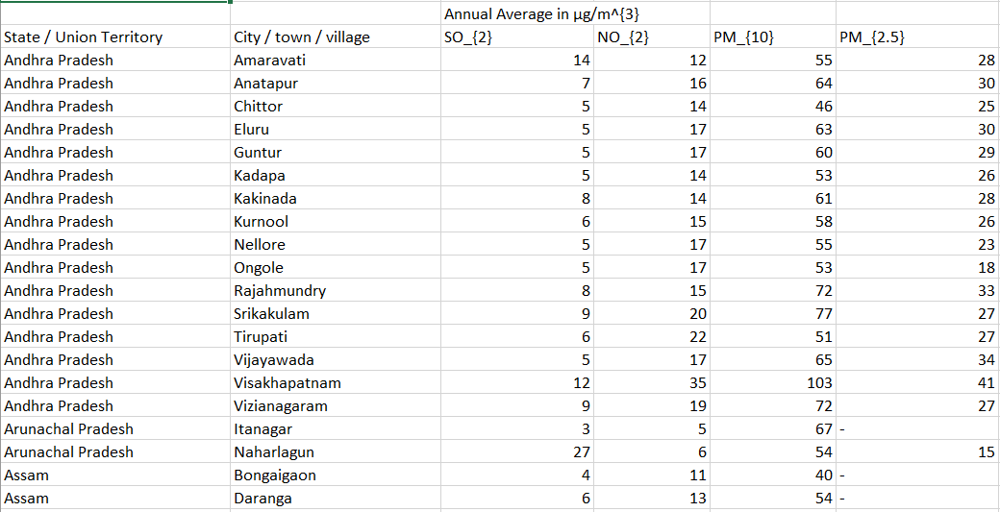 Annual Average in µg/m^{3}
State / Union Territory City / town / village SO_{2} NO_{2} PM_{10} PM_{2.5}
Andhra Pradesh Amaravati 14 12 55 28
Andhra Pradesh Anatapur 7 16 64 30
Andhra Pradesh Chittor 5 14 46 25
Andhra Pradesh Eluru 5 17 63 30
Andhra Pradesh Guntur 5 17 60 29
Andhra Pradesh Kadapa 5 14 53 26
Andhra Pradesh Kakinada 8 14 61 28
Andhra Pradesh Kurnool 6 15 58 26
Andhra Pradesh Nellore 5 17 55 23
Andhra Pradesh Ongole 5 17 53 18
Andhra Pradesh Rajahmundry 8 15 72 33
Andhra Pradesh Srikakulam 9 20 77 27
Andhra Pradesh Tirupati 6 22 51 27
Andhra Pradesh Vijayawada 5 17 65 34
Andhra Pradesh Visakhapatnam 12 35 103 41
Andhra Pradesh Vizianagaram 9 19 72 27
Arunachal Pradesh Itanagar 3 5 67 -
Arunachal Pradesh Naharlagun 27 6 54 15
Assam Bongaigaon 4 11 40 -
Assam Daranga 6 13 54 -